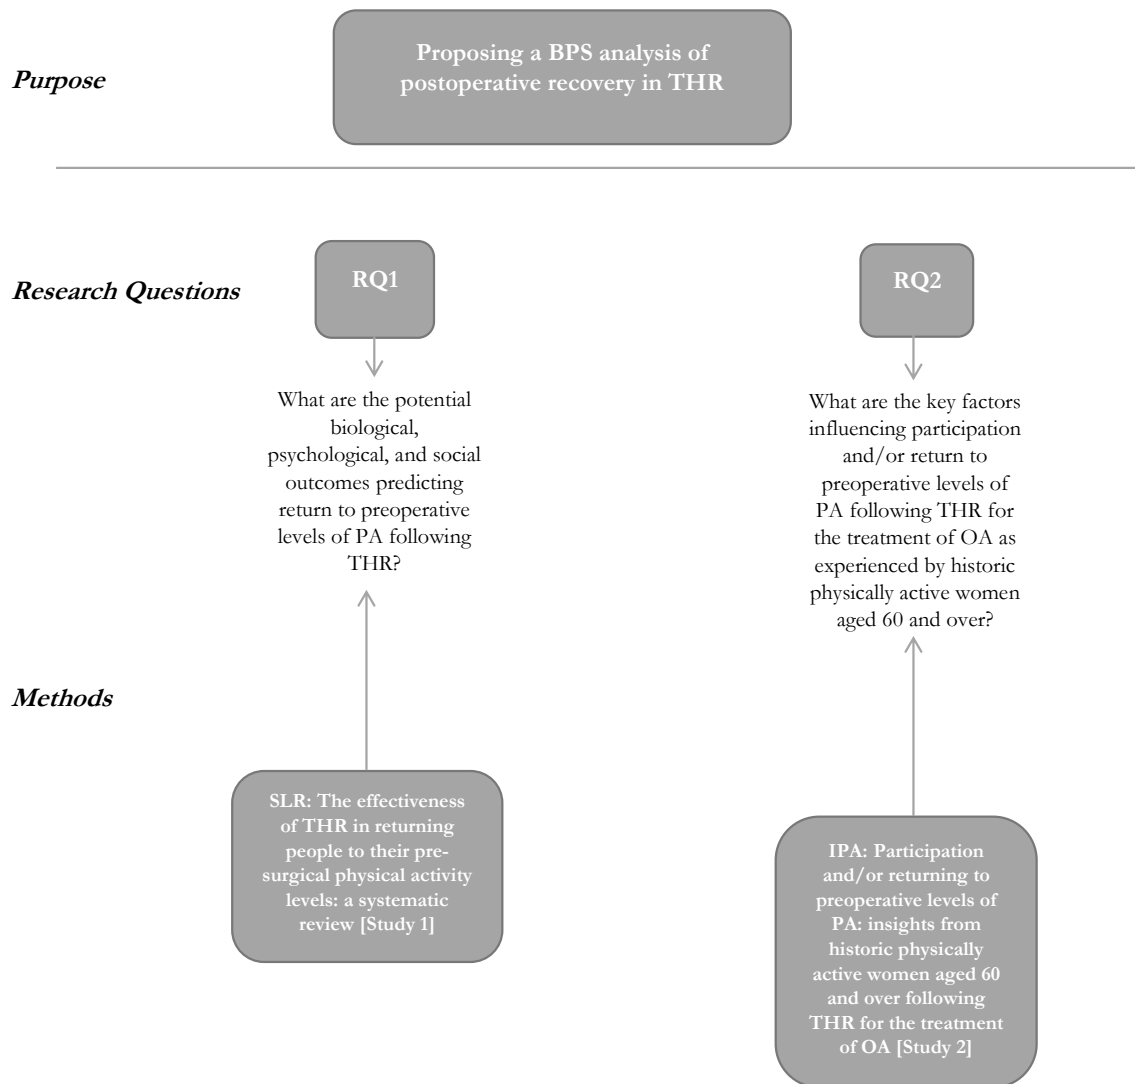 Purpose
Proposing a BPS analysis of
postoperative recovery in THR
Research Questions
RQ1
RQ2
What are the potential
biological,
psychological, and social
outcomes predicting
return to preoperative
levels of PA following
THR?
What are the key factors
influencing participation
and/or return to
preoperative levels of
PA following THR for
the treatment of OA as
experienced by historic
physically active women
aged 60 and over?
Methods
SLR: The effectiveness
of THR in returning
people to their pre-
surgical physical activity
levels: a systematic
review [Study 1]
IPA: Participation
and/or returning to
preoperative levels of
PA: insights from
historic physically
active women aged 60
and over following
THR for the treatment
of OA [Study 2]